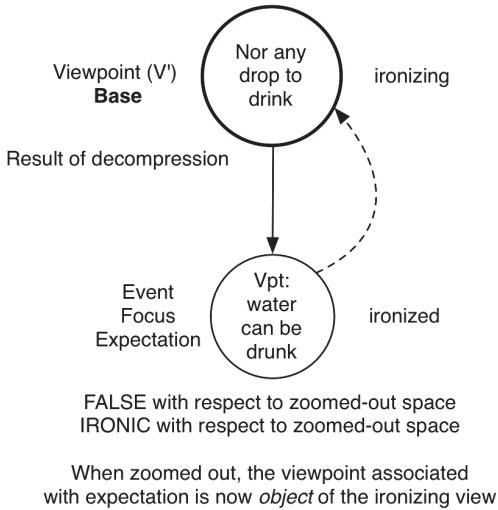 Nor any
drop to
drink
Viewpoint (V')
Base
ironizing
Result of decompression
Vpt:
water
can be
drunk
Event
Focus
Expectation
ironized
FALSE with respect to zoomed-out space
IRONIC with respect to zoomed-out space
When zoomed out, the viewpoint associated
with expectation is now object of the ironizing view